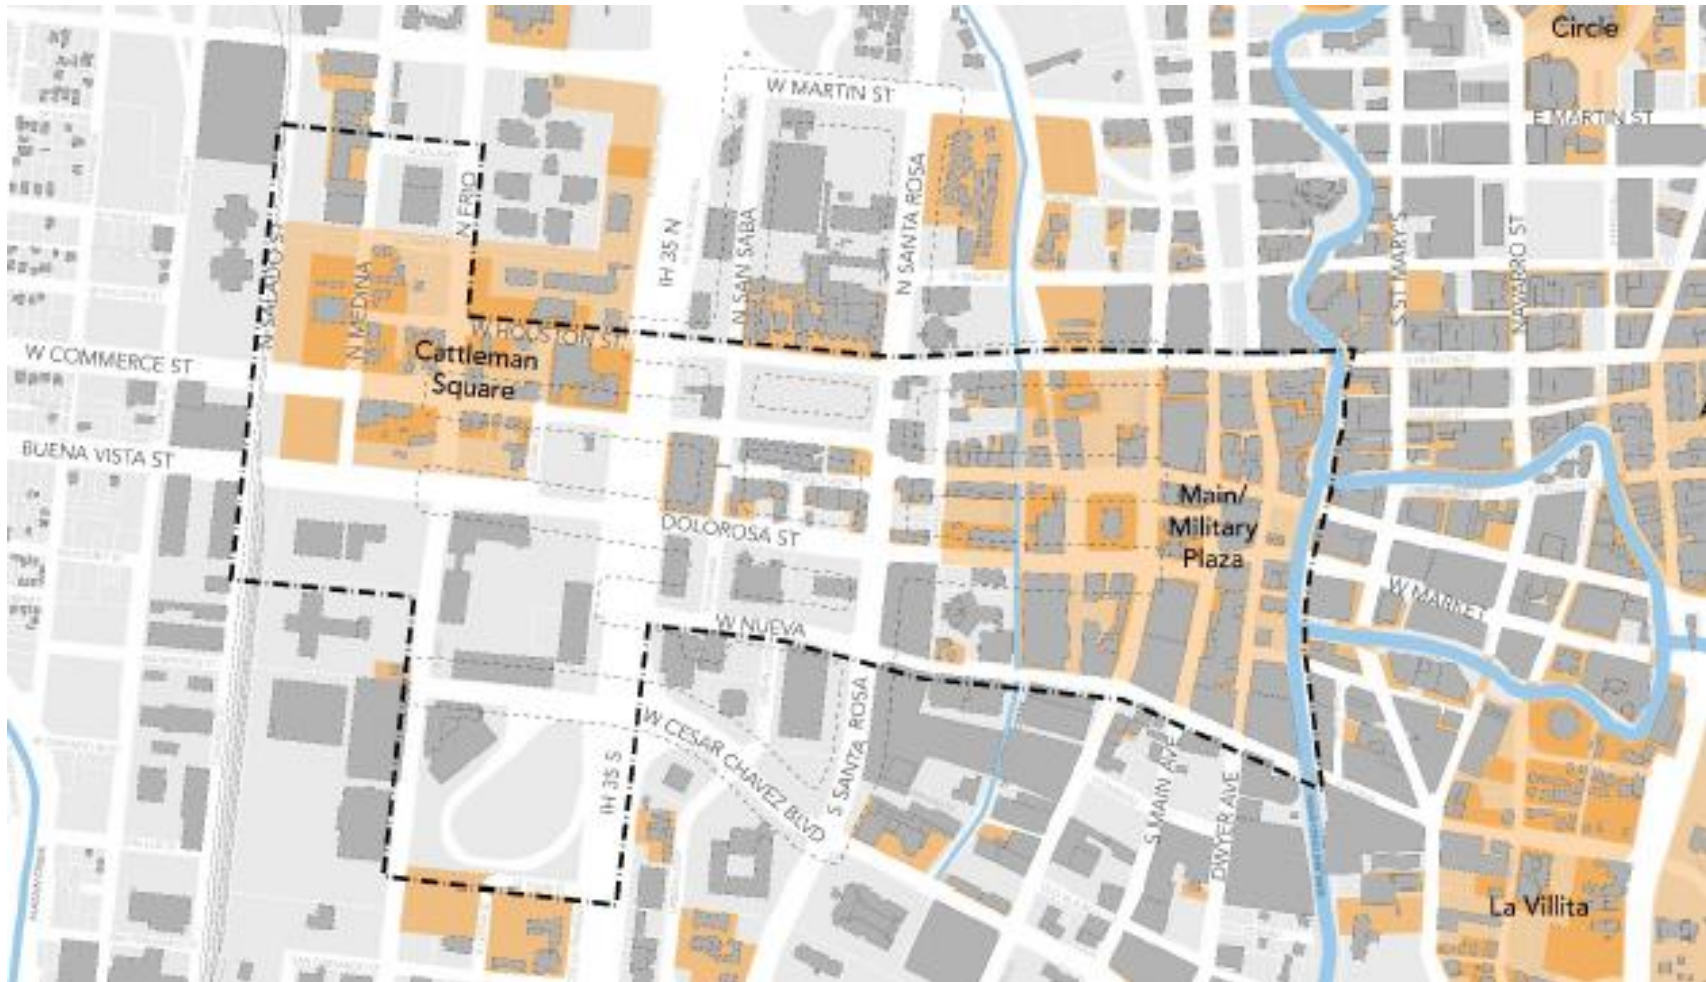 Circle
W MARTIN ST
E MARTIN ST
N FRIO
N SANTA ROSA
N SAN SABA
IH 35 N
S ST MARY'S
NAVARRO ST
N SALADO ST
N MEDINA
W HOUSTON ST
W COMMERCE ST
Cattleman
Square
BUENA VISTA ST
DOLOROSA ST
Main/
Military
Plaza
W MARKET
W NUEVA
W CESAR CHAVEZ BLVD
S SANTA ROSA
IH 35 S
S MAIN AVE
DWYER AVE
La Villita